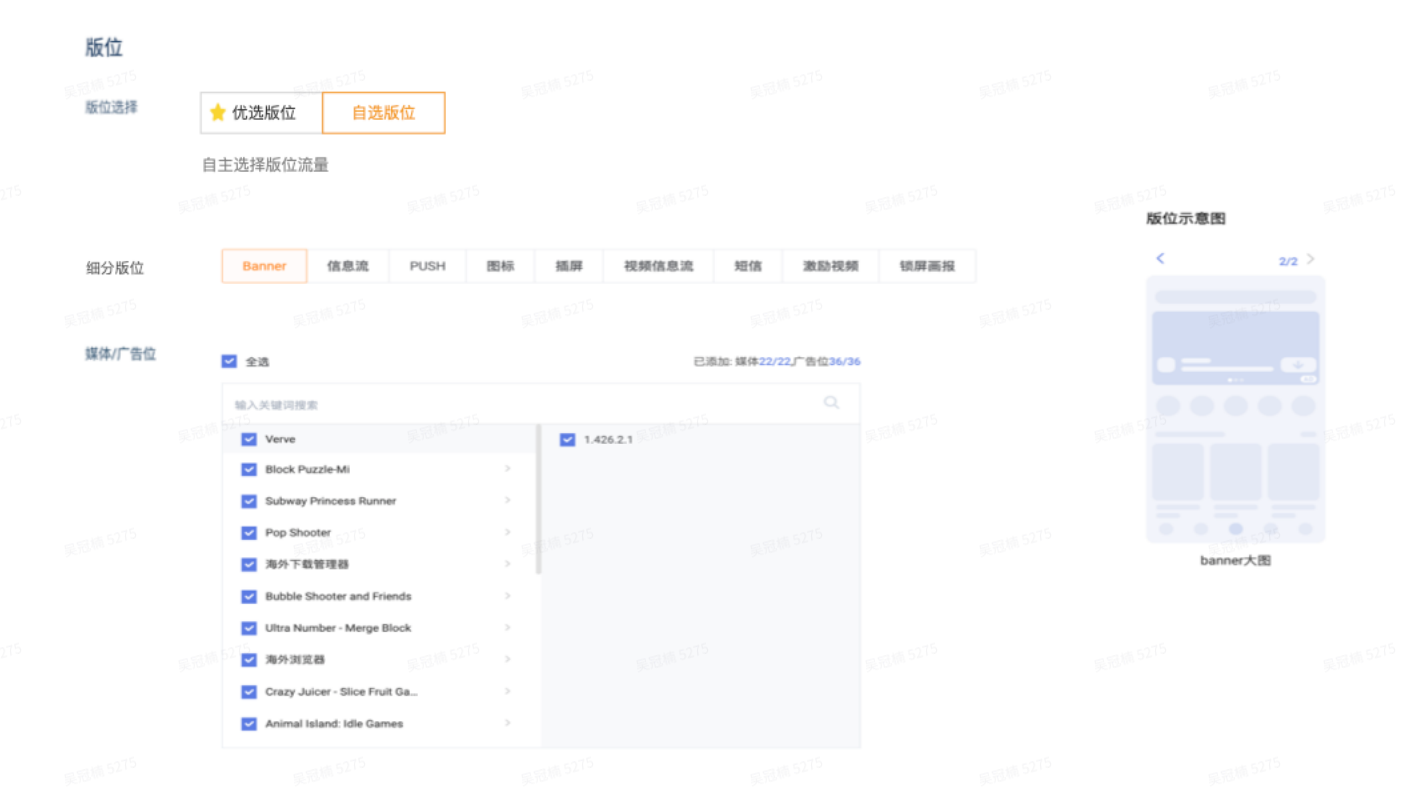 版位
版位选择
优选版位
自选版位
自主选择版位流量
细分版位
Banner
信息流
PUSH
图标
插屏
视频信息流
短信
激励视频
锁屏画报
媒体/广告位
全选
已添加: 媒体22/22,广告位36/36
输入关键词搜索
Verve
1.426.2.1
Block Puzzle-Mi
Subway Princess Runner
Pop Shooter
海外下载管理器
Bubble Shooter and Friends
Ultra Number - Merge Block
海外浏览器
Crazy Juicer - Slice Fruit Ga...
Animal Island: Idle Games
版位示意图
2/2
banner大图